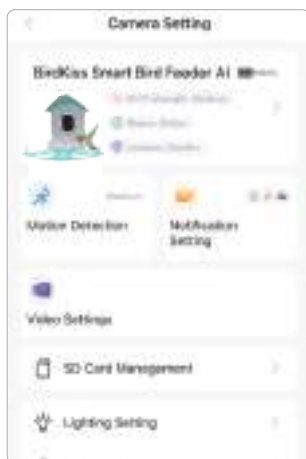 Camera Setting
BirdKiss Smart Bird Feeder AI
Motion Detection
Notification
Setting
Video Settings
SD Card Management
Lighting Setting